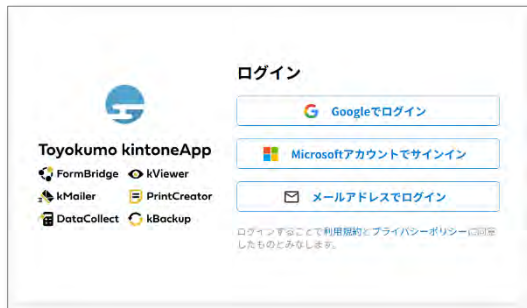 ログイン
Googleでログイン
Microsoftアカウントでサインイン
メールアドレスでログイン
ログインすることで利用規約とプライバシーポリシーに同意
したものとみなします。
Toyokumo kintoneApp
FormBridge kViewer
kMailer PrintCreator
DataCollect kBackup